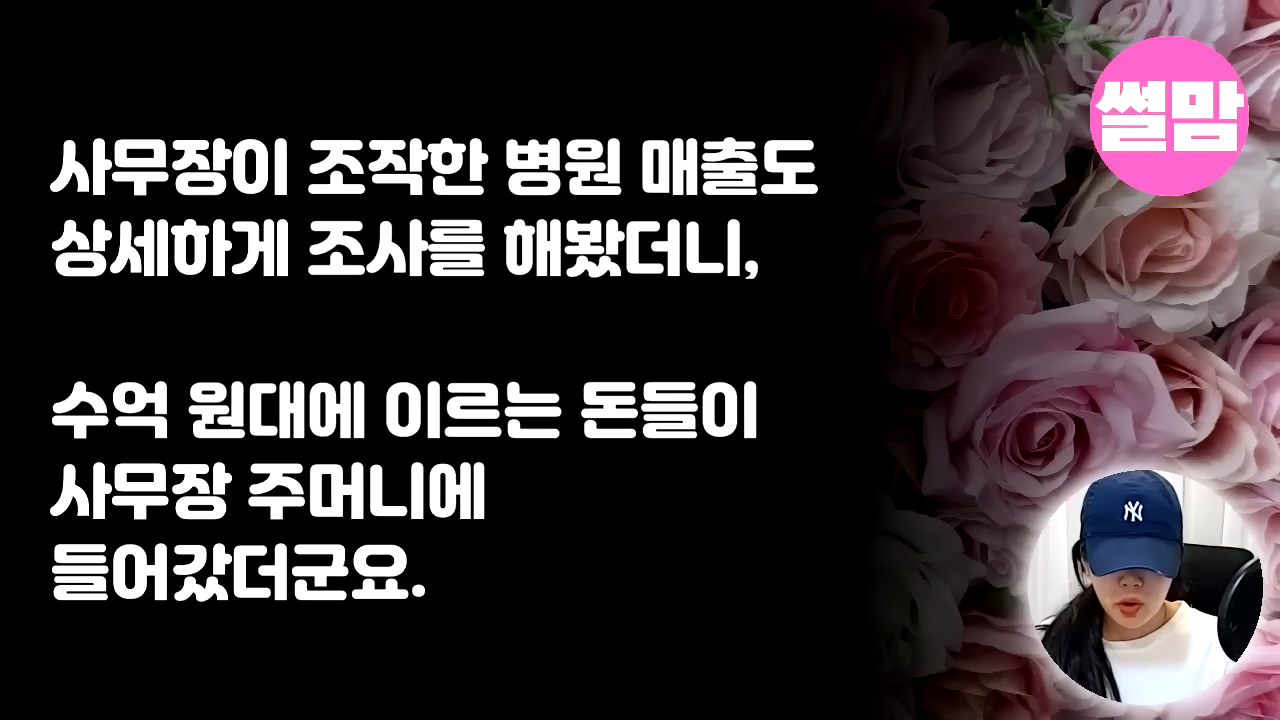 썰맘
사무장이 조작한 병원 매출도
상세하게 조사를 해봤더니,
수억 원대에 이르는 돈들이
사무장 주머니에
들어갔더군요.
NY